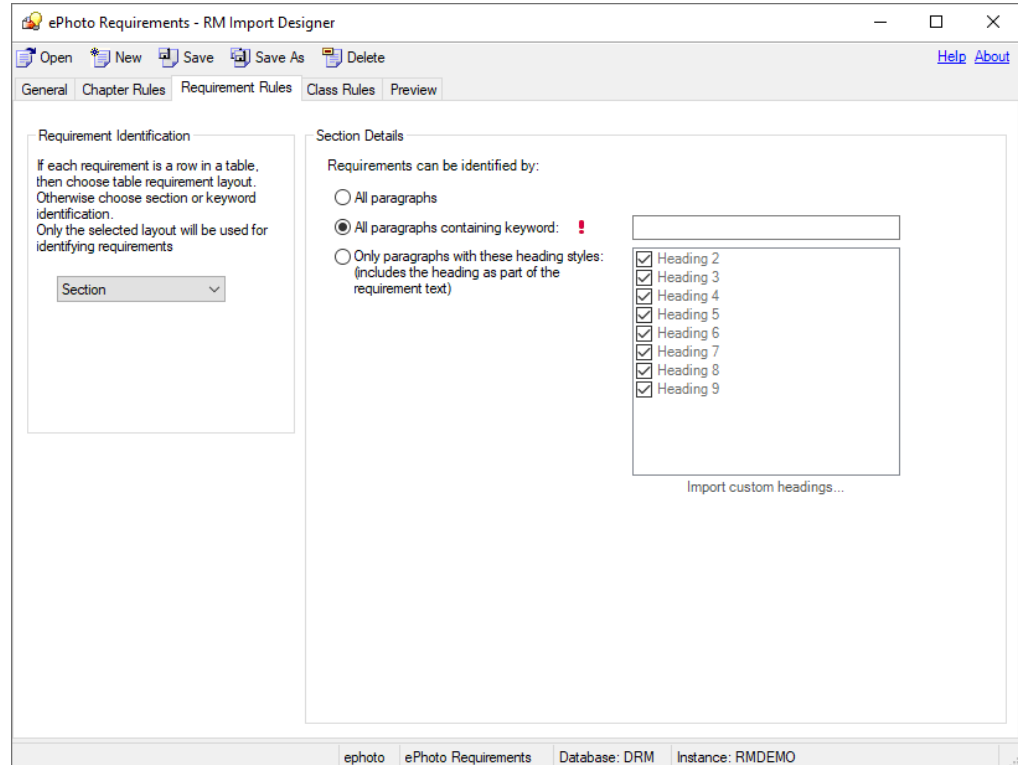 ePhoto Requirements - RM Import Designer
Open New Save Save As Delete Help About
General Chapter Rules Requirement Rules Class Rules Preview
Requirement Identification
If each requirement is a row in a table,
then choose table requirement layout.
Otherwise choose section or keyword
identification.
Only the selected layout will be used for
identifying requirements
Section
Section Details
Requirements can be identified by:
All paragraphs
All paragraphs containing keyword: !
Only paragraphs with these heading styles:
(includes the heading as part of the
requirement text)
Heading 2
Heading 3
Heading 4
Heading 5
Heading 6
Heading 7
Heading 8
Heading 9
Import custom headings...
ephoto ePhoto Requirements Database: DRM Instance: RMDEMO